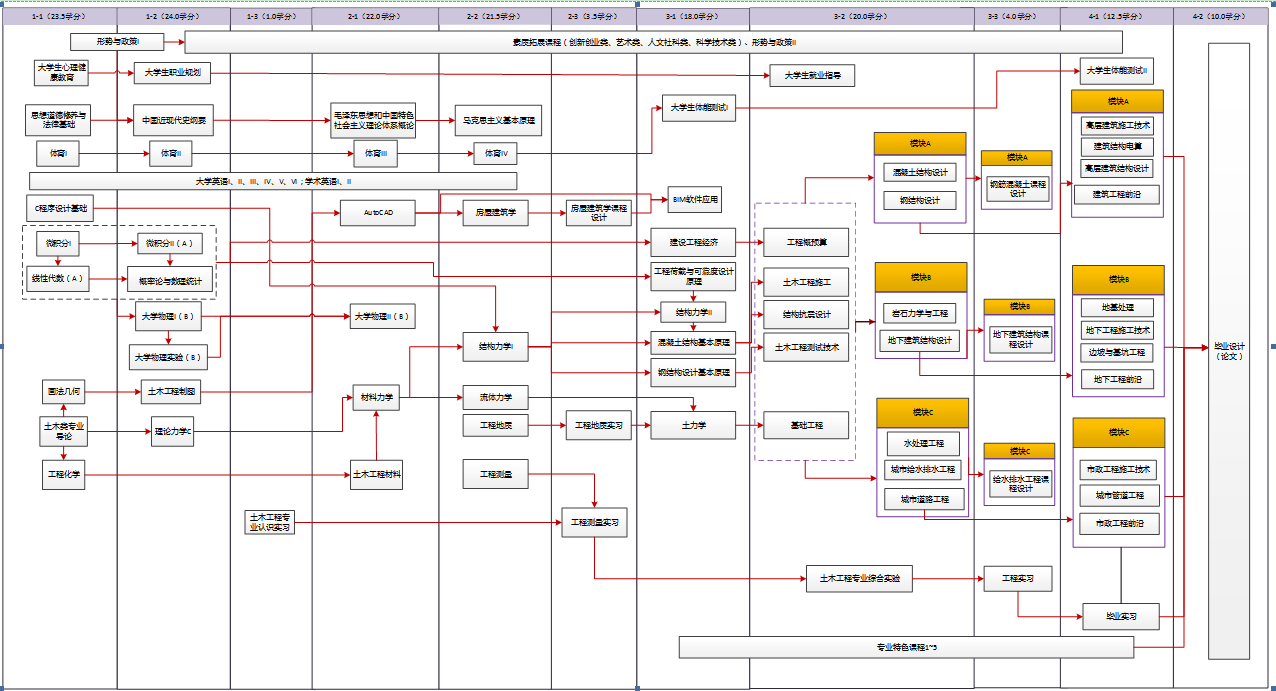 1-1（23.5学分）
1-2（24.0学分）
1-3（1.0学分）
2-1（22.0学分）
2-2（21.5学分）
2-3（3.5学分）
3-1（18.0学分）
3-2（20.0学分）
3-3（4.0学分）
4-1（12.5学分）
4-2（10.0学分）
形势与政策I
素质拓展课程（创新创业类、艺术类、人文社科类、科学技术类）、形势与政策II
大学生心理健
康教育
大学生职业规划
大学生就业指导
大学生体能测试II
思想道德修养与
法律基础
中国近现代史纲要
毛泽东思想和中国特色
社会主义理论体系概论
马克思主义基本原理
大学生体能测试I
体育I
体育II
体育III
体育IV
大学英语I、II、III、IV、V、VI；学术英语I、II
C程序设计基础
AutoCAD
房屋建筑学
房屋建筑学课程
设计
BIM软件应用
微积分I
微积分II（A）
线性代数（A）
概率论与数理统计
建设工程经济
工程概预算
工程荷载与可靠度设计
原理
土木工程施工
大学物理I（B）
大学物理II（B）
结构力学II
结构抗震设计
大学物理实验（B）
结构力学I
混凝土结构基本原理
土木工程测试技术
钢结构设计基本原理
画法几何
土木工程制图
材料力学
流体力学
土木类专业
导论
理论力学C
工程地质
工程地质实习
土力学
基础工程
工程化学
土木工程材料
工程测量
土木工程专
业认识实习
工程测量实习
模块A
混凝土结构设计
钢结构设计
模块A
钢筋混凝土课程
设计
模块A
高层建筑施工技术
建筑结构电算
高层建筑结构设计
建筑工程前沿
模块B
岩石力学与工程
地下建筑结构设计
模块B
地下建筑结构课
程设计
模块B
地基处理
地下工程施工技术
边坡与基坑工程
地下工程前沿
模块C
水处理工程
城市给水排水工程
城市道路工程
模块C
给水排水工程课
程设计
模块C
市政工程施工技术
城市管道工程
市政工程前沿
毕业设计
（论文）
土木工程专业综合实验
工程实习
毕业实习
专业特色课程1~5